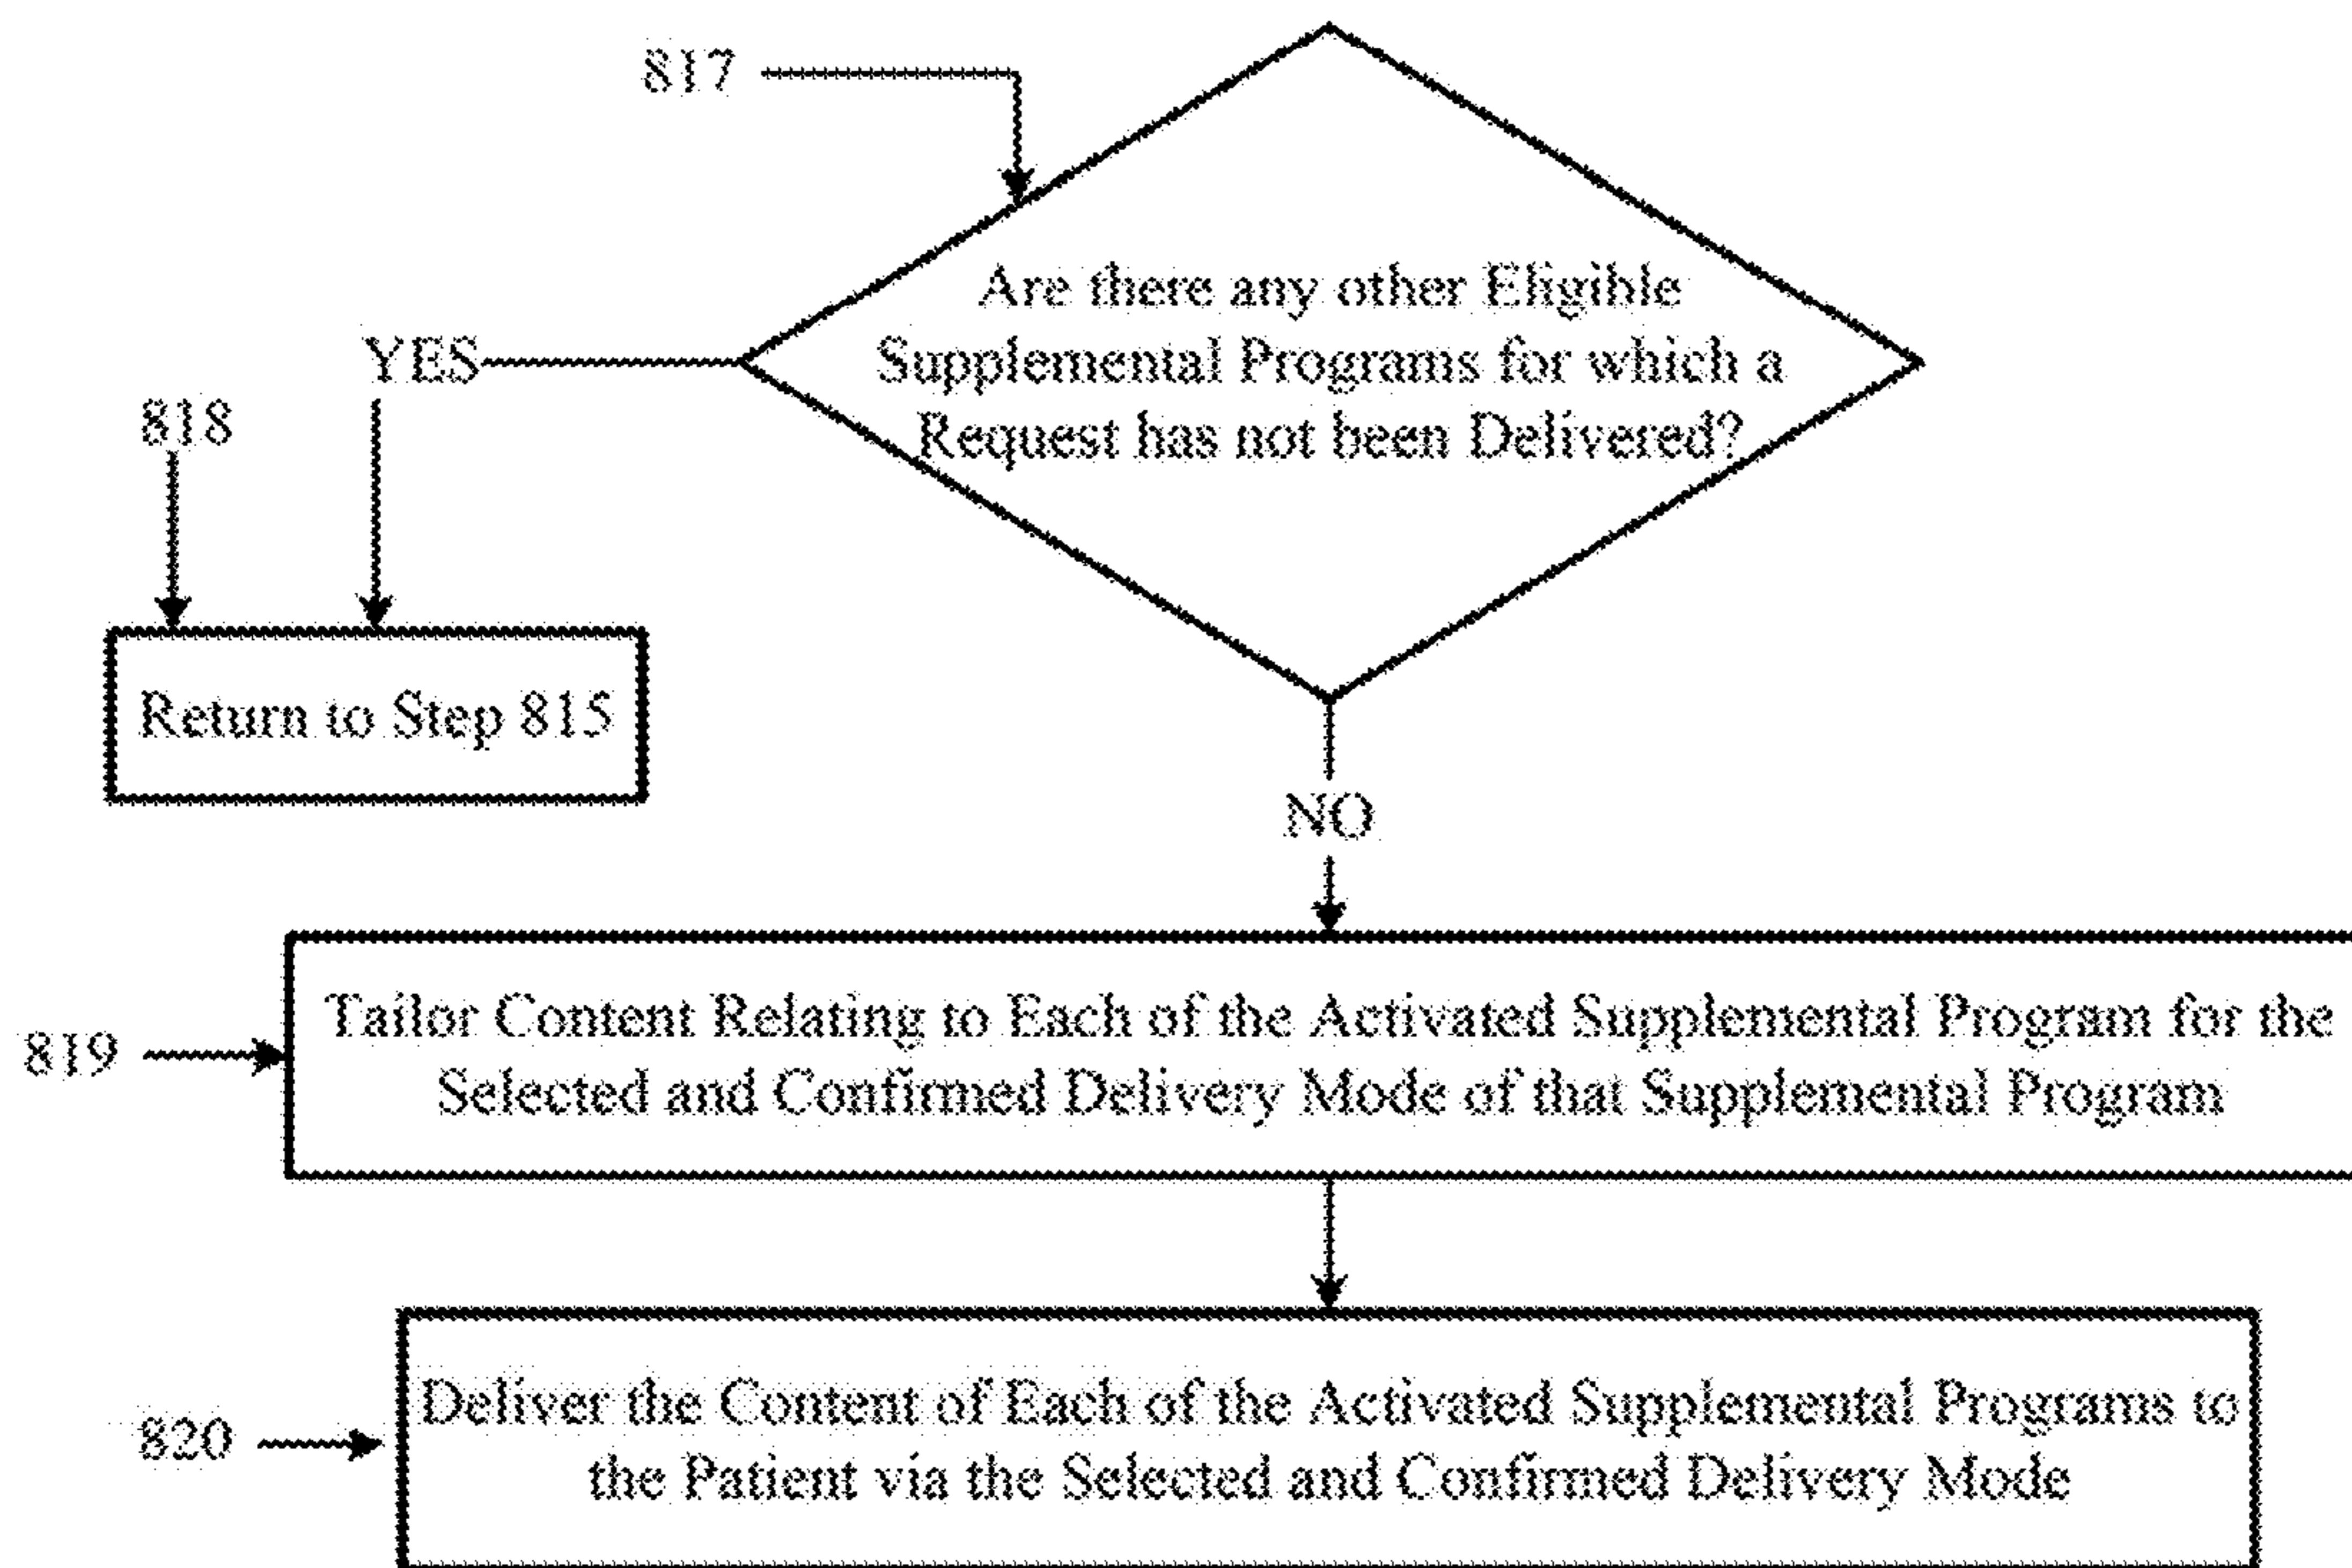 817
Are there any other Eligible
Supplemental Programs for which a
Request has not been Delivered?
YES
818
Return to Step 815
NO
819
Tailor Content Relating to Each of the Activated Supplemental Program for the
Selected and Confirmed Delivery Mode of that Supplemental Program
820
Deliver the Content of Each of the Activated Supplemental Programs to
the Patient via the Selected and Confirmed Delivery Mode